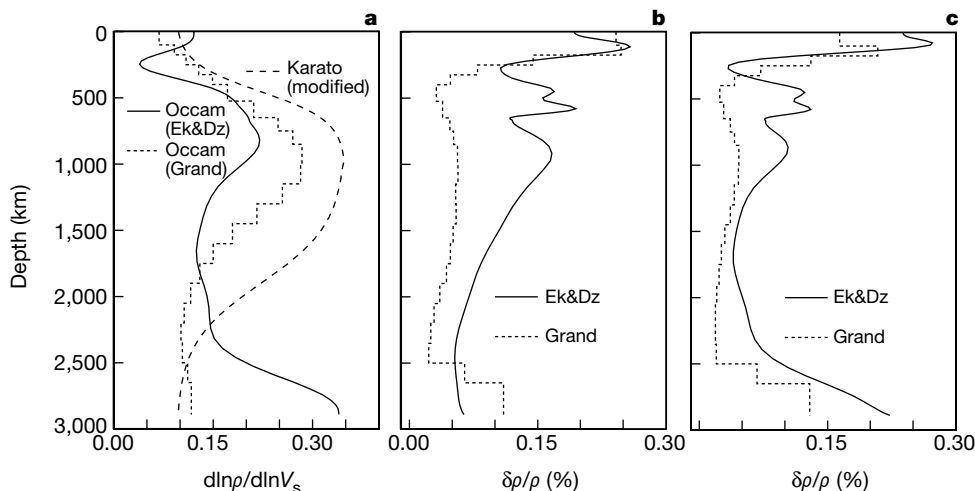 a
b
c
0
500
1,000
1,500
2,000
2,500
3,000
Depth (km)
Karato
(modified)
Occam
(Ek&Dz)
Occam
(Grand)
0.00
0.15
0.30
dlnρ/dlnVs
Ek&Dz
Grand
0.00
0.15
0.30
δρ/ρ (%)
Ek&Dz
Grand
0.15
0.30
δρ/ρ (%)